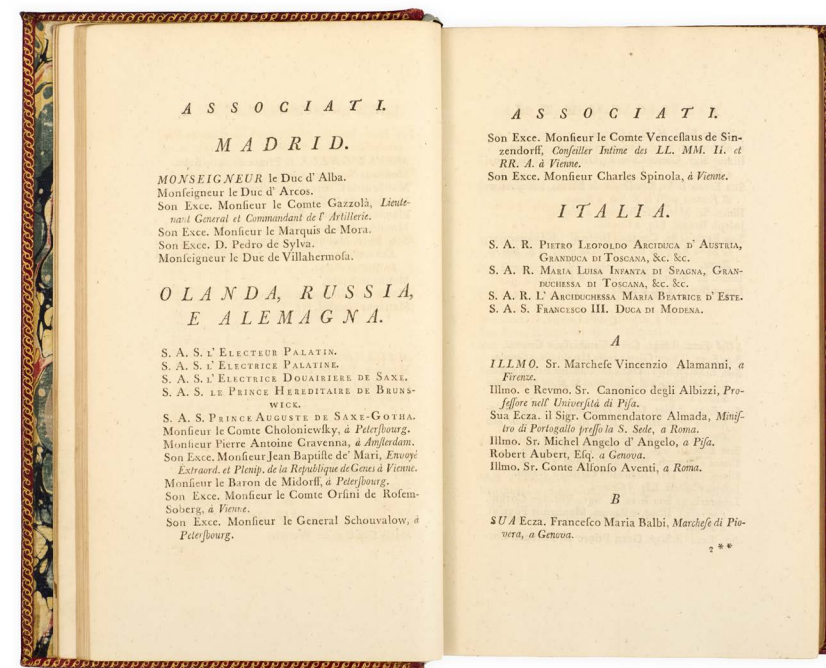 ASSOCIATI.
MADRID.
MONSEIGNEUR le Duc d' Alba.
Monſeigneur le Duc d' Arcos.
Son Exce. Monſieur le Comte Gazzolà, Lieute-
nant General et Commandant de l' Artillerie.
Son Exce. Monſieur le Marquis de Mora.
Son Exce. D. Pedro de Sylva.
Monſeigneur le Duc de Villahermoſa.
OLANDA, RUSSIA,
E ALEMAGNA.
S. A. S. L' ELECTEUR PALATIN.
S. A. S. L' ELECTRICE PALATINE.
S. A. S. L' ELECTRICE DOUAIRIERE DE SAXE.
S. A. S. LE PRINCE HEREDITAIRE DE BRUNS-
WICK.
S. A. S. PRINCE AUGUSTE DE SAXE-GOTHA.
Monſieur le Comte Choloniewſky, à Peterſbourg.
Monſieur Pierre Antoine Cravenna, à Amſterdam.
Son Exce. Monſieur Jean Baptiſte de' Mari, Envoyé
Extraord. et Plenip. de la Republique de Genes à Vienne.
Monſieur le Baron de Midorff, à Peterſbourg.
Son Exce. Monſieur le Comte Orſini de Roſem-
Soberg, à Vienne.
Son Exce. Monſieur le General Schouvalow, à
Peterſbourg.
ASSOCIATI.
Son Exce. Monſieur le Comte Venceſlaus de Sin-
zendorff, Conſeiller Intime des LL. MM. Ii. et
RR. A. à Vienne.
Son Exce. Monſieur Charles Spinola, à Vienne.
ITALIA.
S. A. R. PIETRO LEOPOLDO ARCIDUCA D' AUSTRIA,
GRANDUCA DI TOSCANA, &c. &c.
S. A. R. MARIA LUISA INFANTA DI SPAGNA, GRAN-
DUCHESSA DI TOSCANA, &c. &c.
S. A. R. L' ARCIDUCHESSA MARIA BEATRICE D' ESTE.
S. A. S. FRANCESCO III. DUCA DI MODENA.
A
ILLMO. Sr. Marcheſe Vincenzio Alamanni, a
Firenze.
Illmo. e Revmo. Sr. Canonico degli Albizzi, Pro-
feſſore nell' Univerſità di Piſa.
Sua Ecza. il Sigr. Commendatore Almada, Miniſ-
tro di Portogallo preſſo la S. Sede, a Roma.
Illmo. Sr. Michel Angelo d' Angelo, a Piſa.
Robert Aubert, Eſq. a Genova.
Illmo. Sr. Conte Alfonſo Aventi, a Roma.
B
SUA Ecza. Franceſco Maria Balbi, Marcheſe di Pio-
vera, a Genova.
2 **